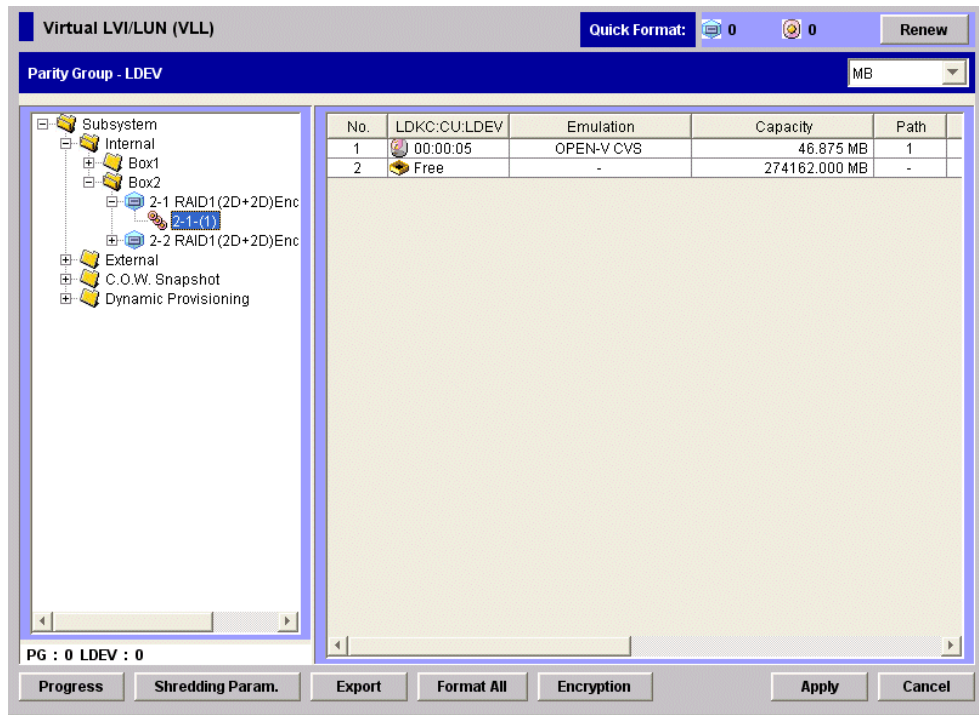 Virtual LVI/LUN (VLL) Quick Format: 0 0 Renew
Parity Group - LDEV MB
Subsystem
Internal
Box1
Box2
2-1 RAID1(2D+2D)Enc
2-1-(1)
2-2 RAID1(2D+2D)Enc
External
C.O.W. Snapshot
Dynamic Provisioning
No. LDKC:CU:LDEV Emulation Capacity Path
1 00:00:05 OPEN-V CVS 46.875 MB 1
2 Free - 274162.000 MB -
PG : 0 LDEV : 0
Progress Shredding Param. Export Format All Encryption Apply Cancel